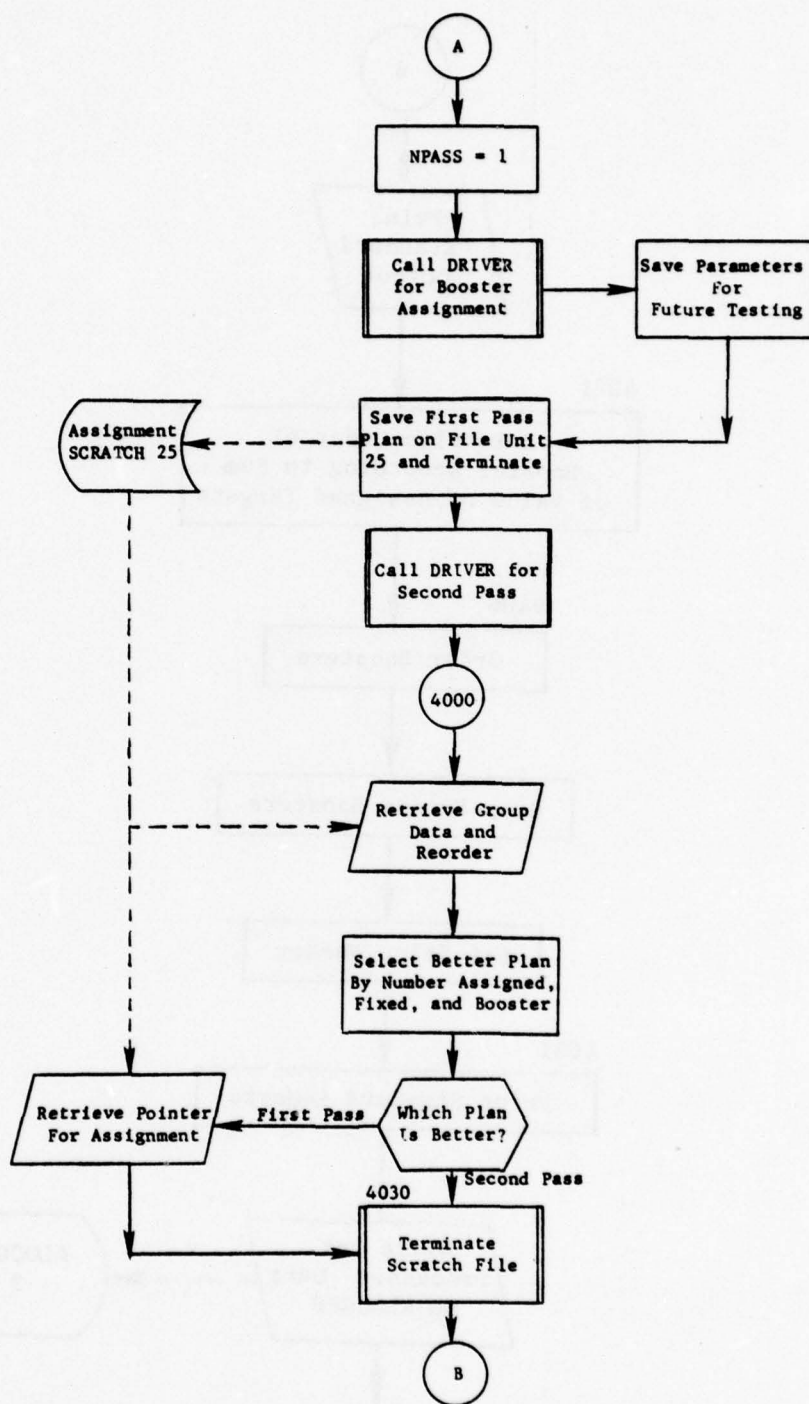 A
NPASS = 1
Call DRIVER
for Booster
Assignment
Save Parameters
For
Future Testing
Save First Pass
Plan on File Unit
25 and Terminate
Assignment
SCRATCH 25
Call DRIVER for
Second Pass
4000
Retrieve Group
Data and
Reorder
Select Better Plan
By Number Assigned,
Fixed, and Booster
Which Plan
Is Better?
First Pass
Retrieve Pointer
For Assignment
Second Pass
4030
Terminate
Scratch File
B